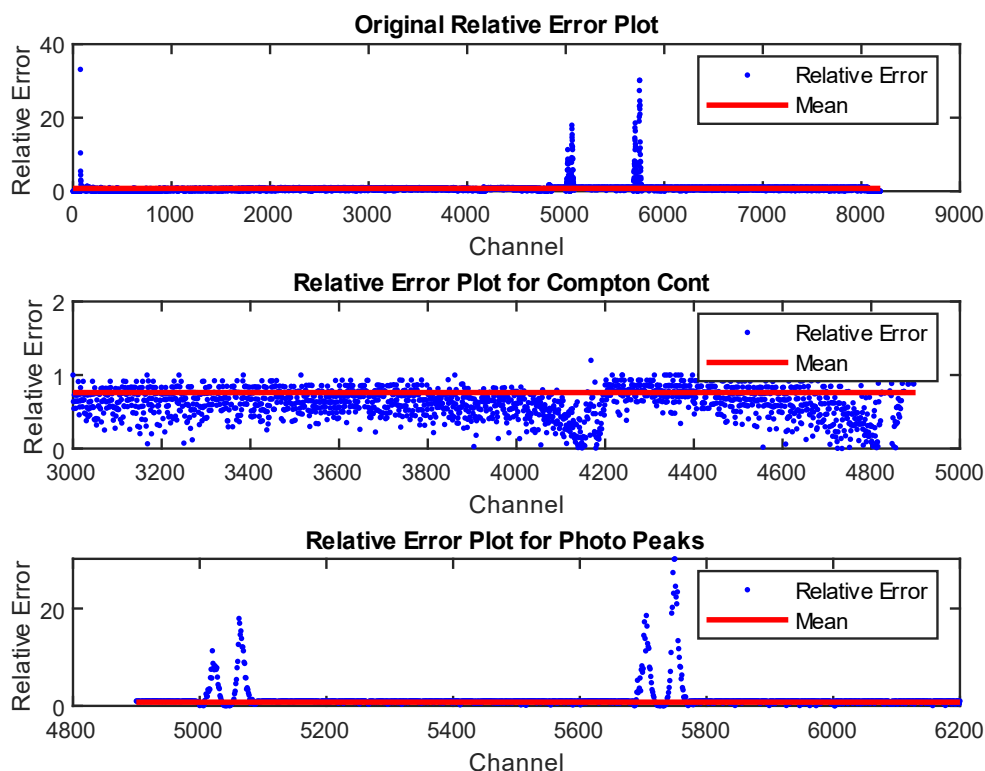 Original Relative Error Plot
Relative Error
40
20
0
Relative Error
Mean
0 1000 2000 3000 4000 5000 6000 7000 8000 9000
Channel
Relative Error Plot for Compton Cont
Relative Error
2
1
0
Relative Error
Mean
3000 3200 3400 3600 3800 4000 4200 4400 4600 4800 5000
Channel
Relative Error Plot for Photo Peaks
Relative Error
20
0
Relative Error
Mean
4800 5000 5200 5400 5600 5800 6000 6200
Channel